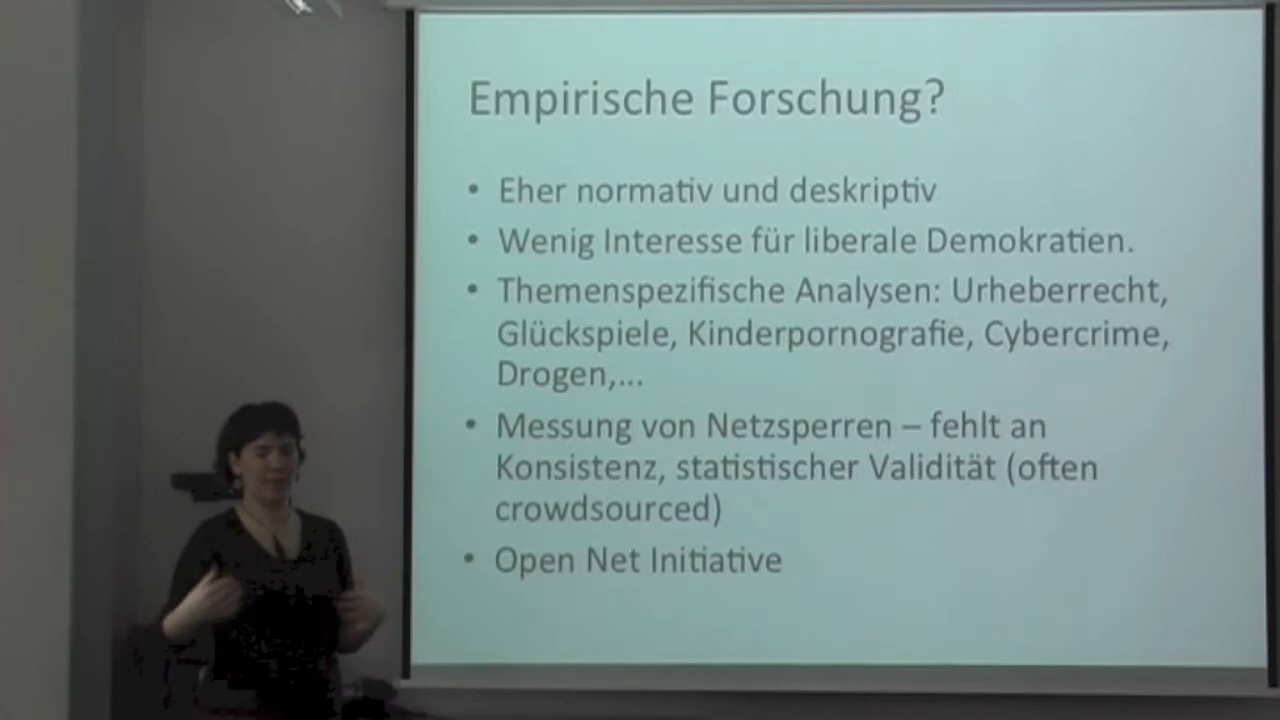 Empirische Forschung?
• Eher normativ und deskriptiv
• Wenig Interesse für liberale Demokratien.
• Themenspezifische Analysen: Urheberrecht,
Glückspiele, Kinderpornografie, Cybercrime,
Drogen,...
• Messung von Netzsperren – fehlt an
Konsistenz, statistischer Validität (often
crowdsourced)
• Open Net Initiative